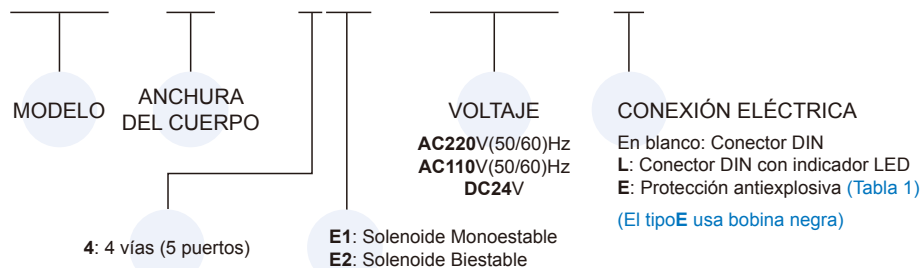 MODELO
ANCHURA
DEL CUERPO
VOLTAJE
AC220V(50/60)Hz
AC110V(50/60)Hz
DC24V
CONEXIÓN ELÉCTRICA
En blanco: Conector DIN
L: Conector DIN con indicador LED
E: Protección antiexplosiva (Tabla 1)
(El tipoE usa bobina negra)
4: 4 vías (5 puertos)
E1: Solenoide Monoestable
E2: Solenoide Biestable